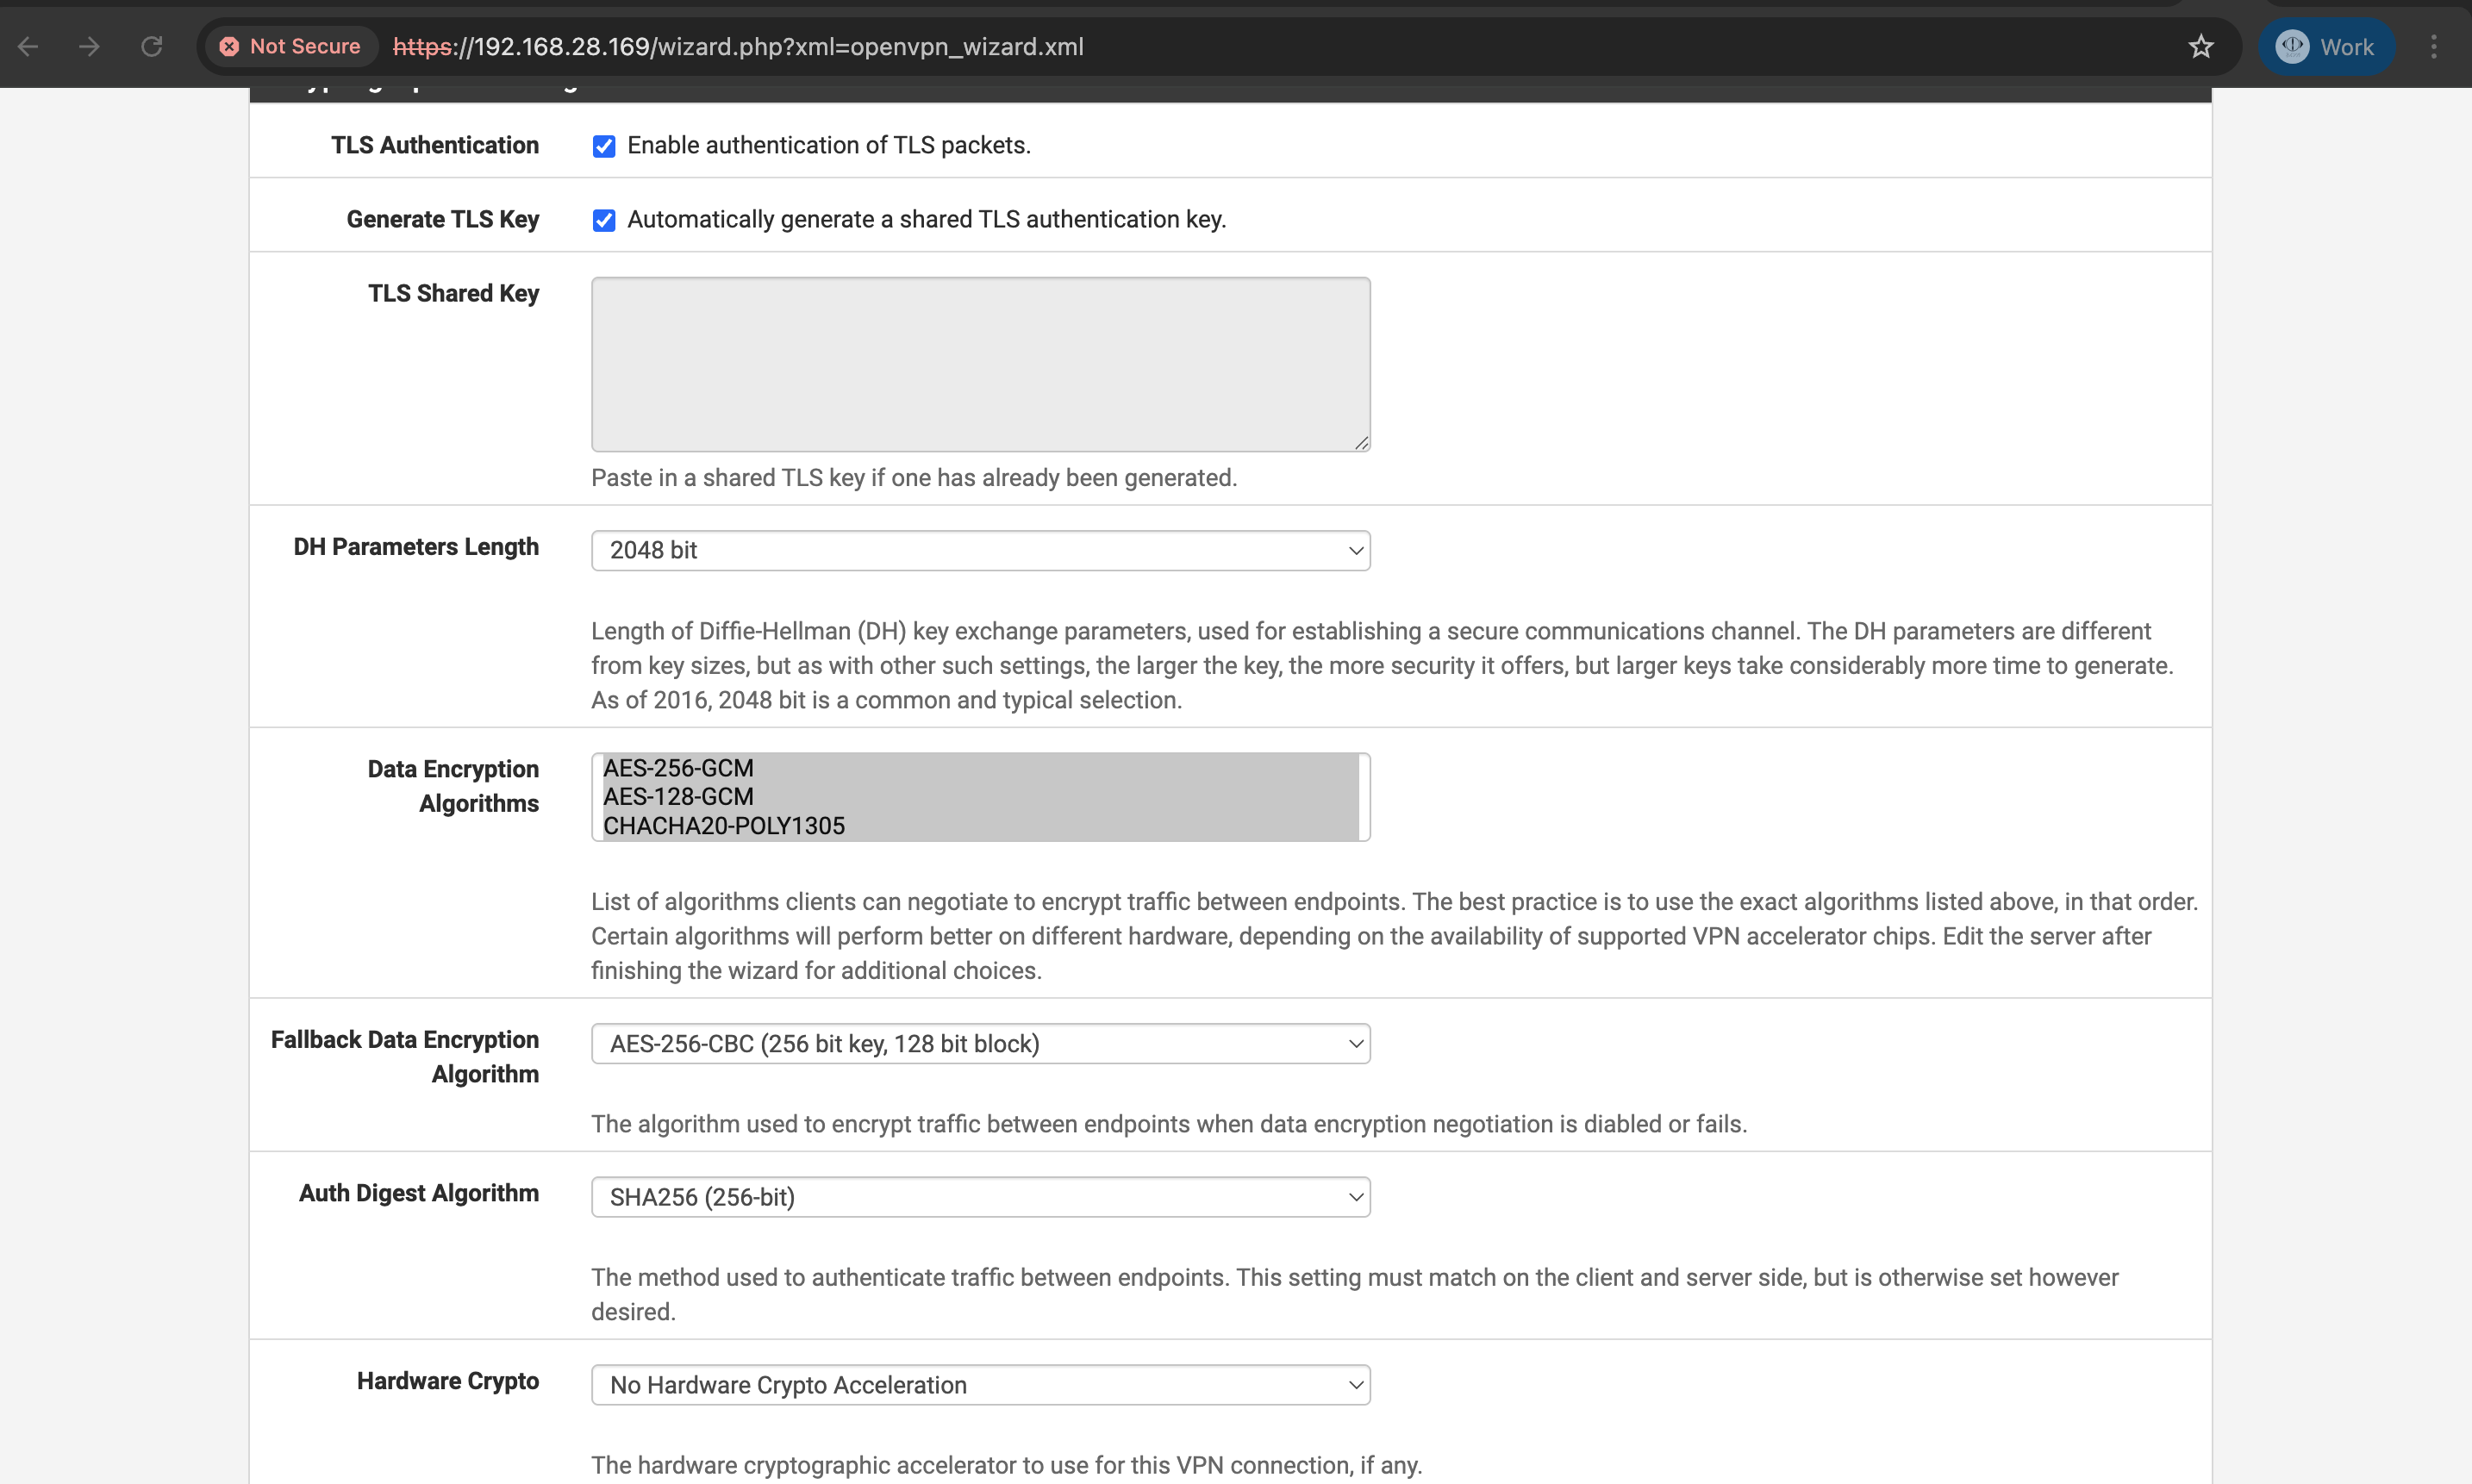 Not Secure https://192.168.28.169/wizard.php?xml=openvpn_wizard.xml Work
TLS Authentication Enable authentication of TLS packets.
Generate TLS Key Automatically generate a shared TLS authentication key.
TLS Shared Key
Paste in a shared TLS key if one has already been generated.
DH Parameters Length 2048 bit
Length of Diffie-Hellman (DH) key exchange parameters, used for establishing a secure communications channel. The DH parameters are different
from key sizes, but as with other such settings, the larger the key, the more security it offers, but larger keys take considerably more time to generate.
As of 2016, 2048 bit is a common and typical selection.
Data Encryption
Algorithms
AES-256-GCM
AES-128-GCM
CHACHA20-POLY1305
List of algorithms clients can negotiate to encrypt traffic between endpoints. The best practice is to use the exact algorithms listed above, in that order.
Certain algorithms will perform better on different hardware, depending on the availability of supported VPN accelerator chips. Edit the server after
finishing the wizard for additional choices.
Fallback Data Encryption
Algorithm
AES-256-CBC (256 bit key, 128 bit block)
The algorithm used to encrypt traffic between endpoints when data encryption negotiation is diabled or fails.
Auth Digest Algorithm SHA256 (256-bit)
The method used to authenticate traffic between endpoints. This setting must match on the client and server side, but is otherwise set however
desired.
Hardware Crypto No Hardware Crypto Acceleration
The hardware cryptographic accelerator to use for this VPN connection, if any.